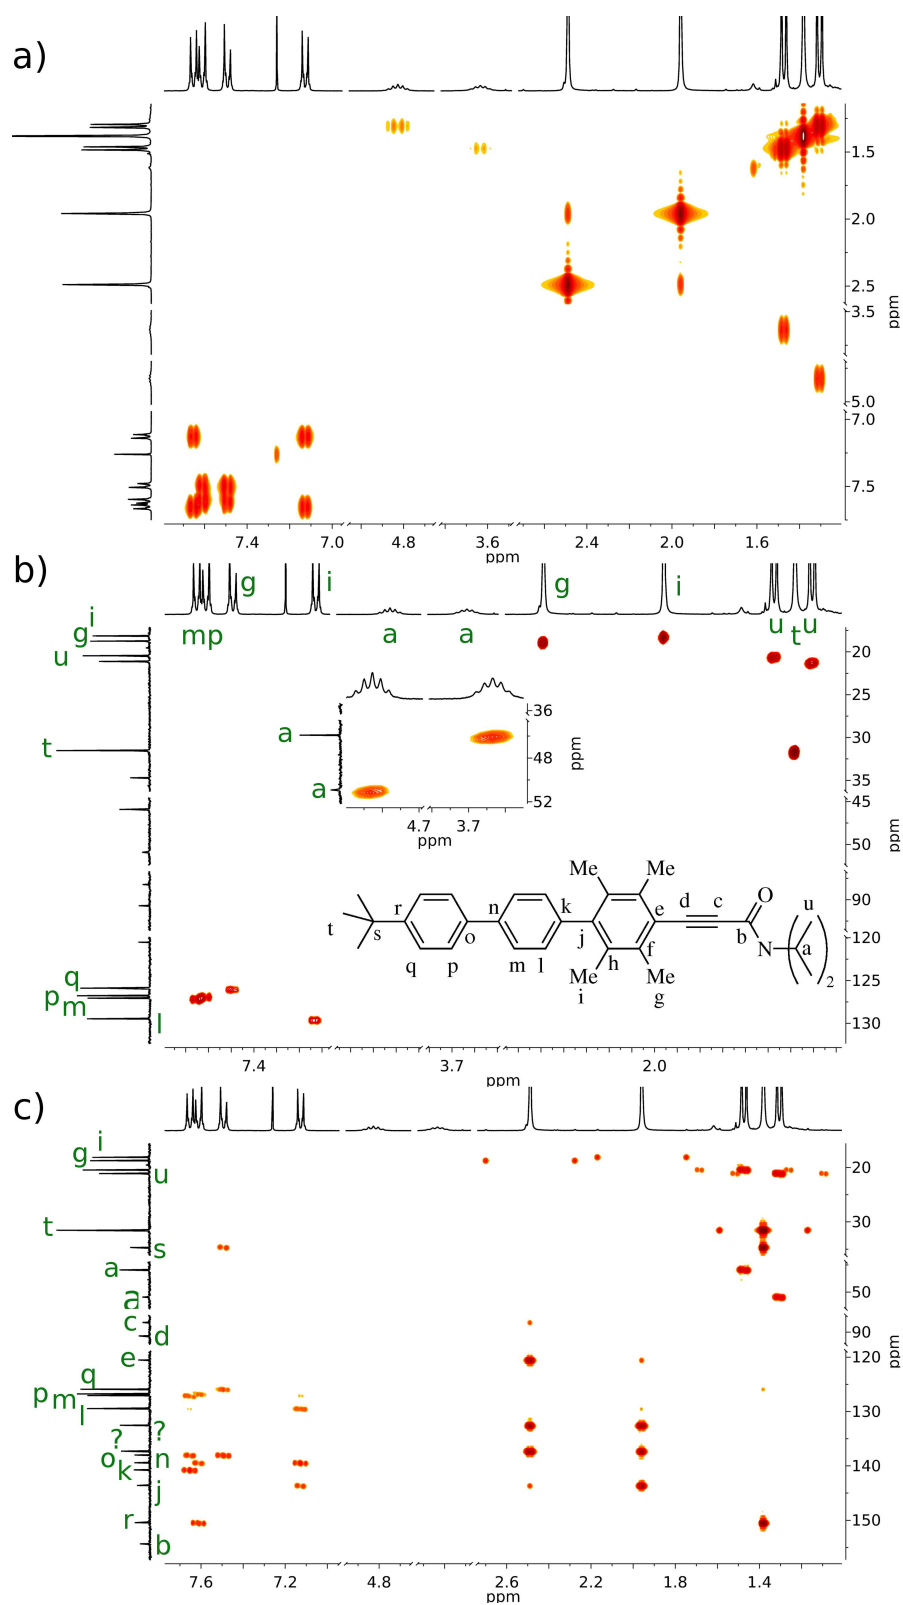 a)
1.5
2.0
2.5
3.5
5.0
7.0
7.5
ppm
7.4 7.0 4.8 3.6 2.4 2.0 1.6
ppm
b)
g i a a g i u t u
mp
i
g
u
t
20
25
30
35
45
50
90
120
125
130
ppm
a
a
36
48
52
ppm
4.7 3.7
ppm
q
p m
l
Me Me
d c O u
t r s q o p n m k l j h i e f g b a
N
2
Me Me
7.4 3.7 2.0
ppm
c)
i
g
u
t
s
a
a
c
d
e
q
p m
l
? ?
o n
k
j
r
b
20
30
50
90
120
130
140
150
ppm
7.6 7.2 4.8 2.6 2.2 1.8 1.4
ppm